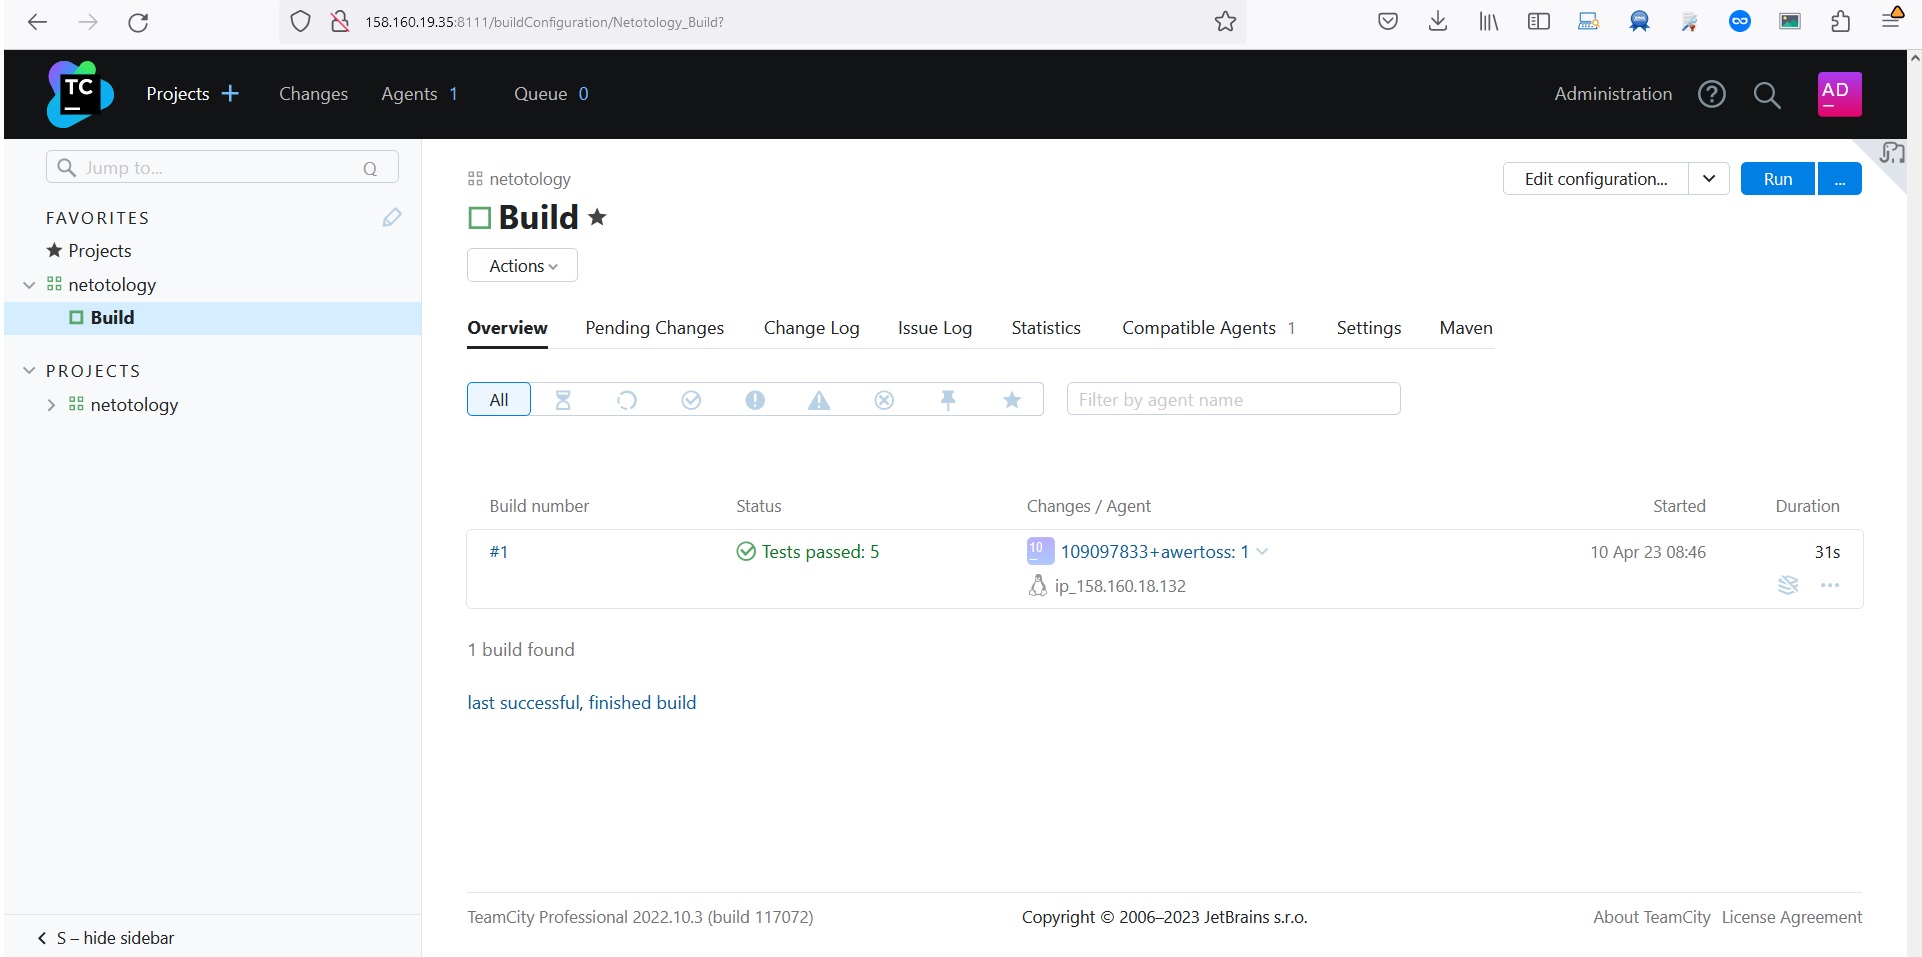 158.160.19.35:8111/buildConfiguration/Netotology_Build?
TC
Projects + Changes Agents 1 Queue 0 Administration ? AD
Jump to... Q
FAVORITES
Projects
netotology
Build
PROJECTS
netotology
S – hide sidebar
netotology
Edit configuration... Run ...
Build
Actions
Overview Pending Changes Change Log Issue Log Statistics Compatible Agents 1 Settings Maven
All Filter by agent name
Build number Status Changes / Agent Started Duration
#1 Tests passed: 5 10 109097833+awertoss: 1 10 Apr 23 08:46 31s
ip_158.160.18.132
1 build found
last successful, finished build
TeamCity Professional 2022.10.3 (build 117072) Copyright © 2006–2023 JetBrains s.r.o. About TeamCity License Agreement